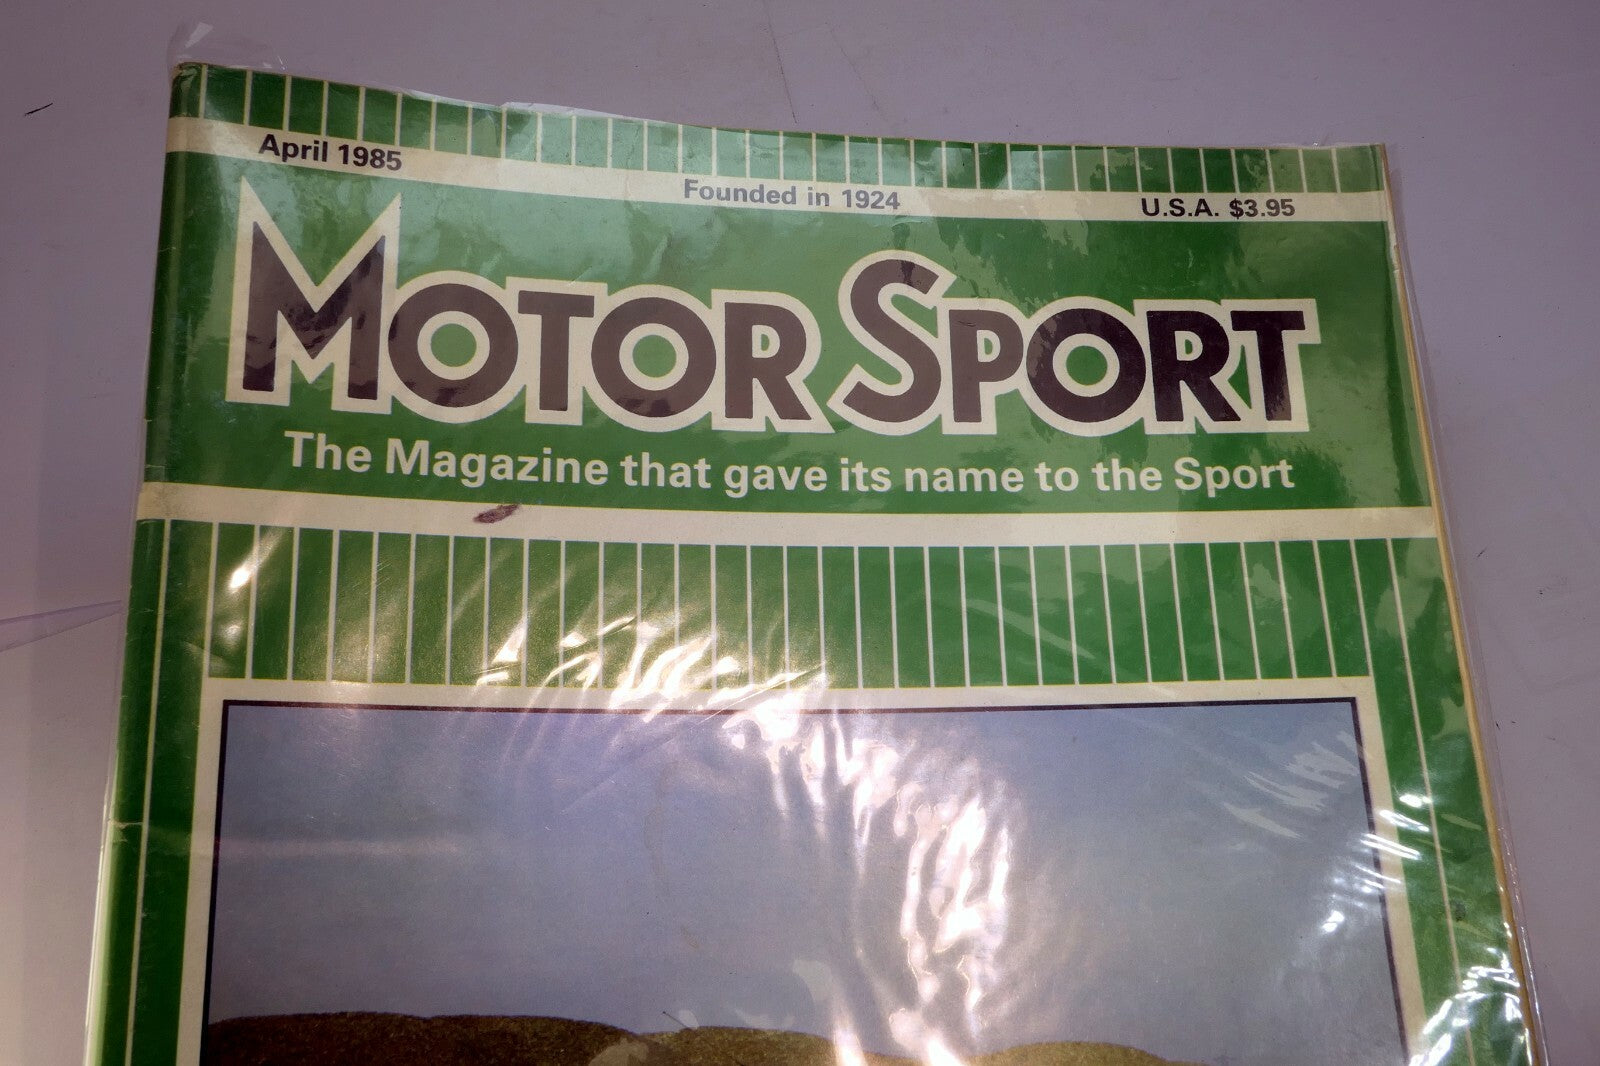 April 1985
Founded in 1924
U.S.A. $3.95
MOTOR SPORT
The Magazine that gave its name to the Sport